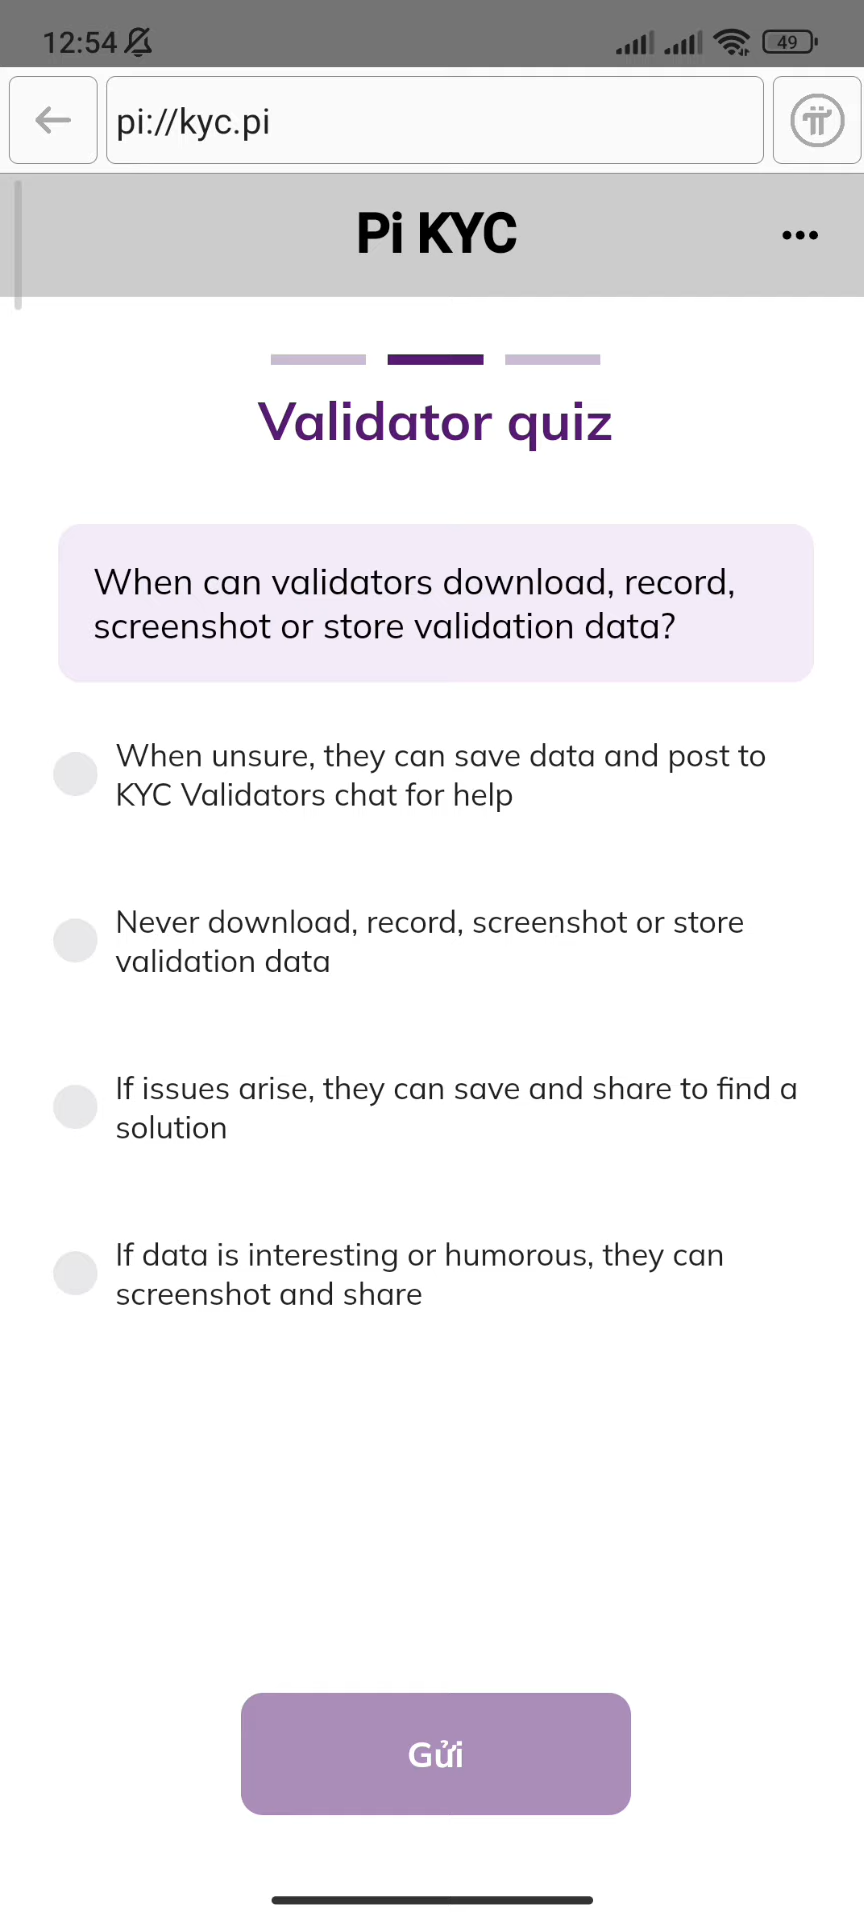 12:54
49
pi://kyc.pi
Pi KYC
Validator quiz
When can validators download, record,
screenshot or store validation data?
When unsure, they can save data and post to
KYC Validators chat for help
Never download, record, screenshot or store
validation data
If issues arise, they can save and share to find a
solution
If data is interesting or humorous, they can
screenshot and share
Gửi